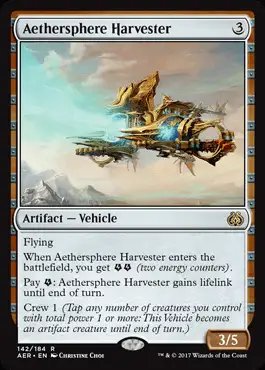 Aethersphere Harvester 3
Artifact — Vehicle
Flying
When Aethersphere Harvester enters the
battlefield, you get (two energy counters).
Pay : Aethersphere Harvester gains lifelink
until end of turn.
Crew 1 (Tap any number of creatures you
control with total power 1 or more: This Vehicle becomes
an artifact creature until end of turn.)
3/5
142/184 R
AER • EN CHRISTINE CHOI
™ & © 2017 Wizards of the Coast